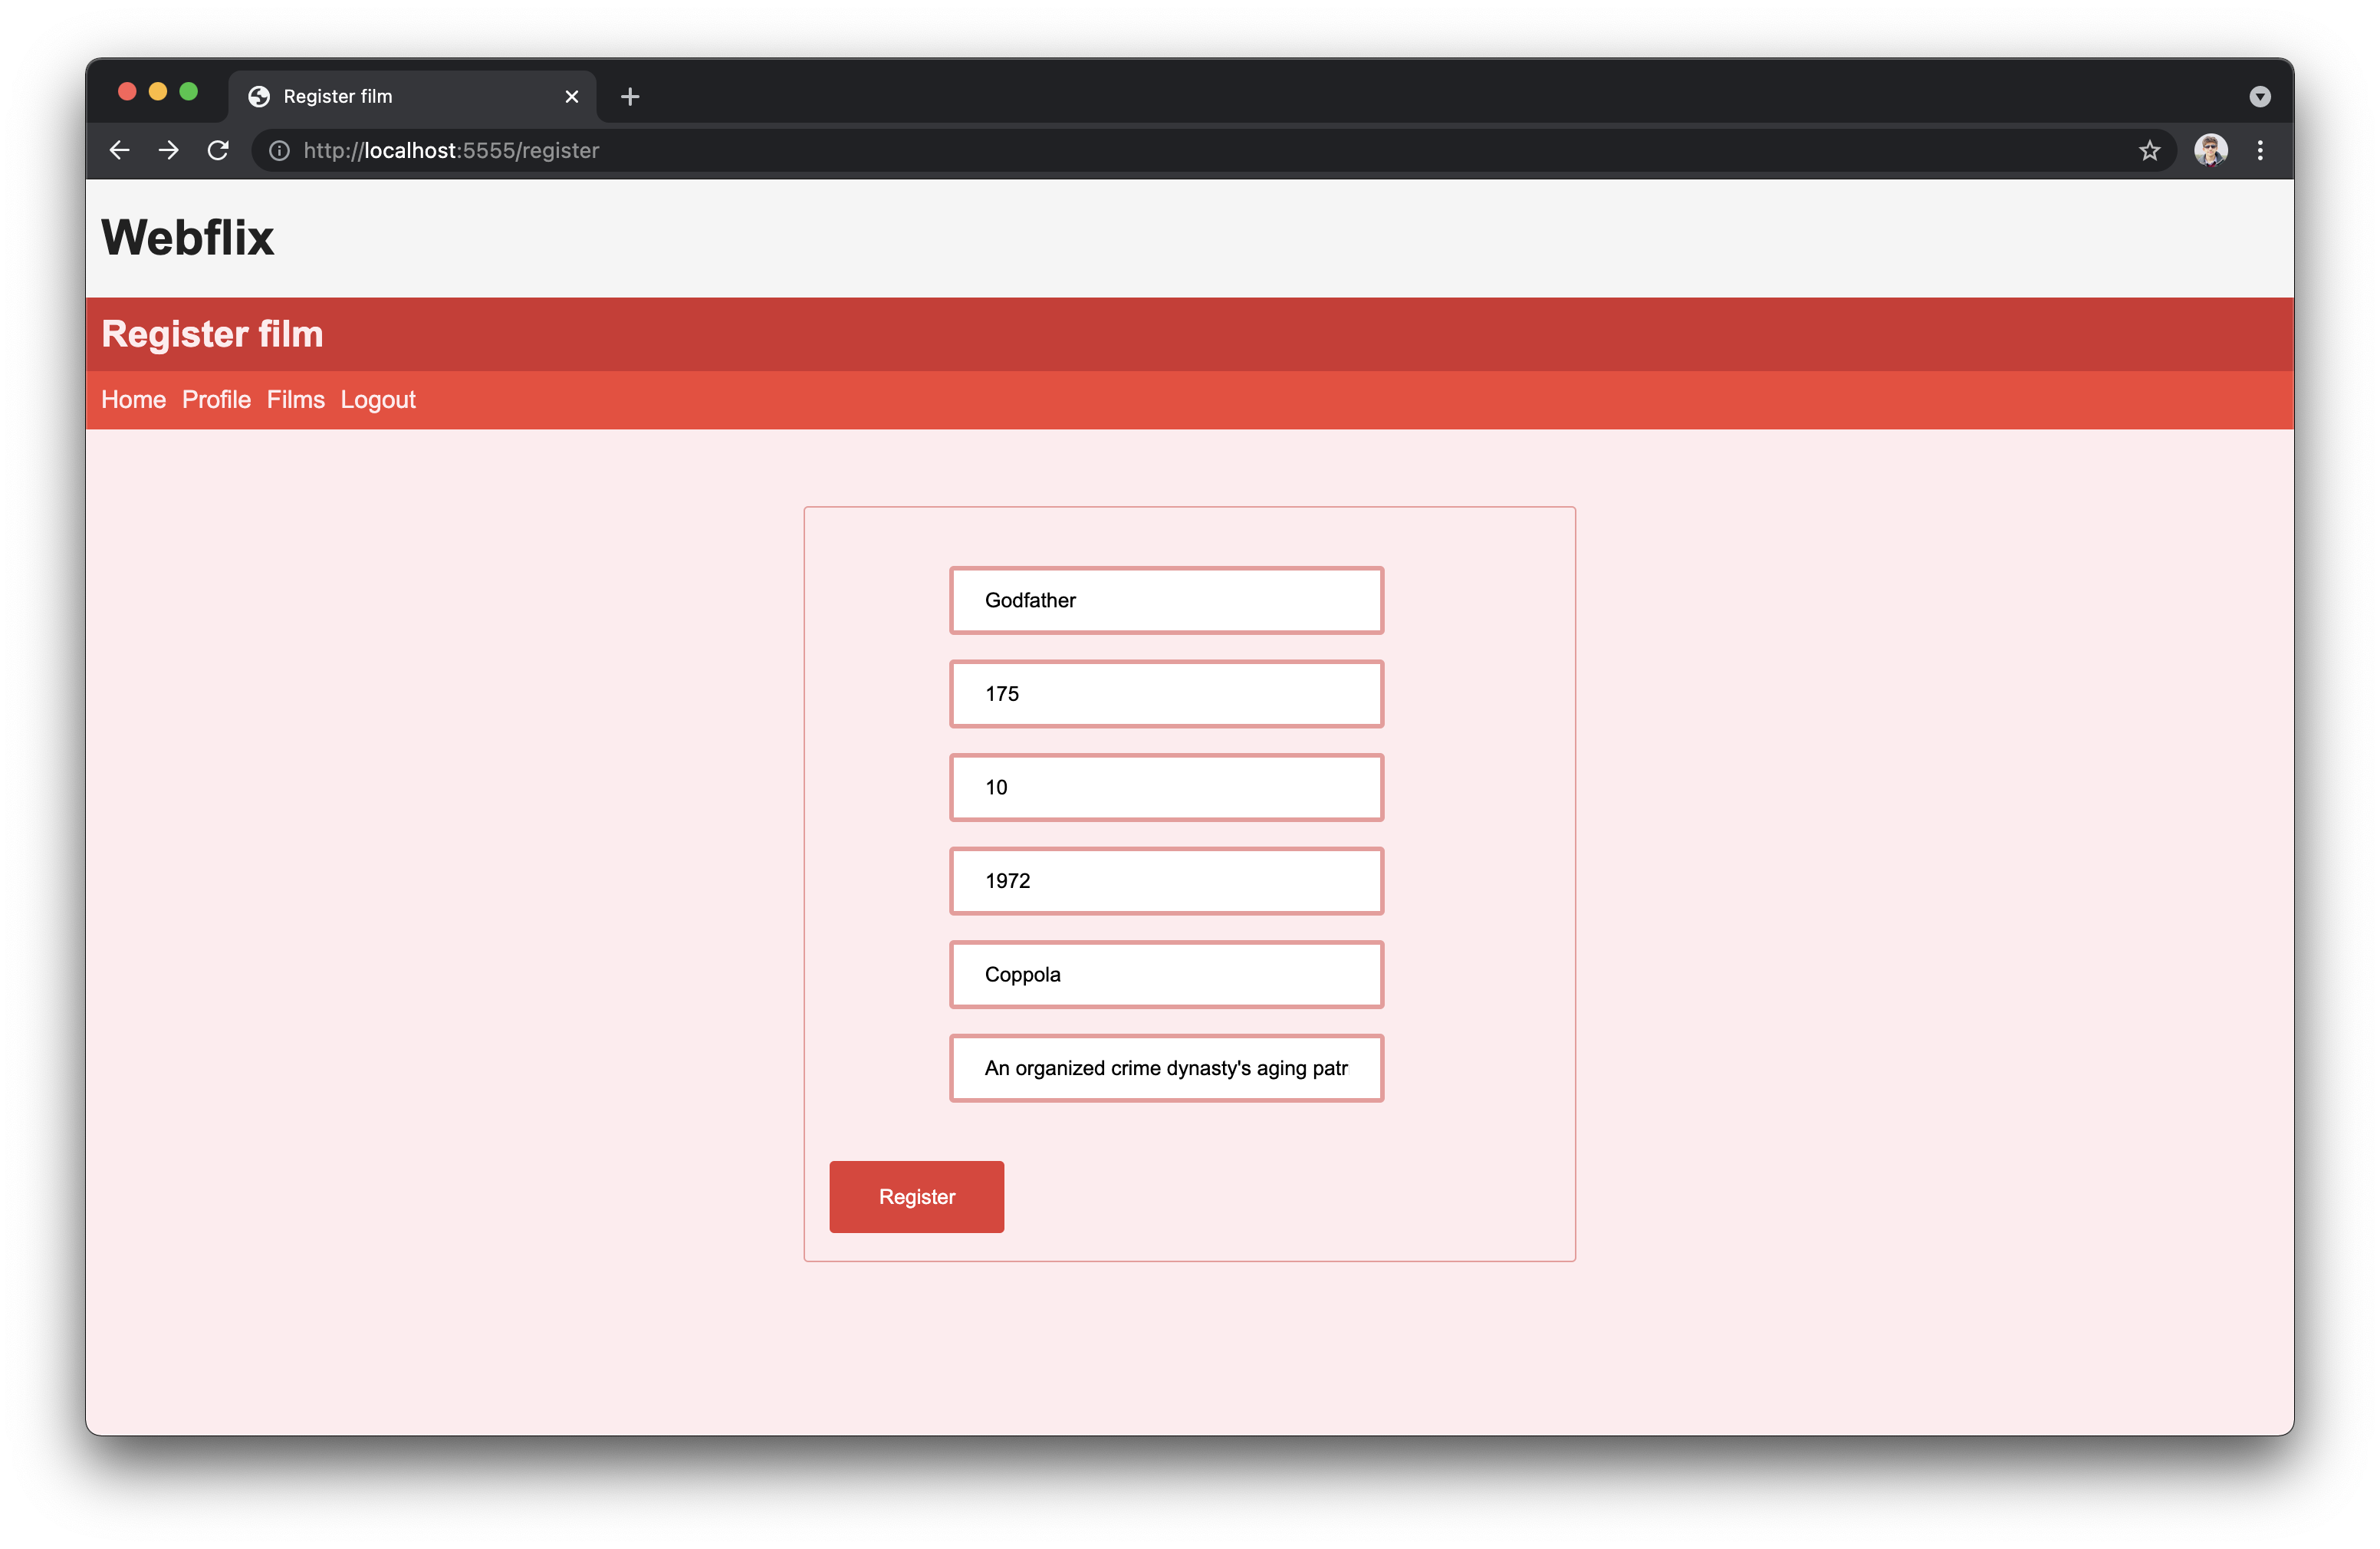 Register film
http://localhost:5555/register
Webflix
Register film
Home Profile Films Logout
Godfather
175
10
1972
Coppola
An organized crime dynasty's aging patr
Register